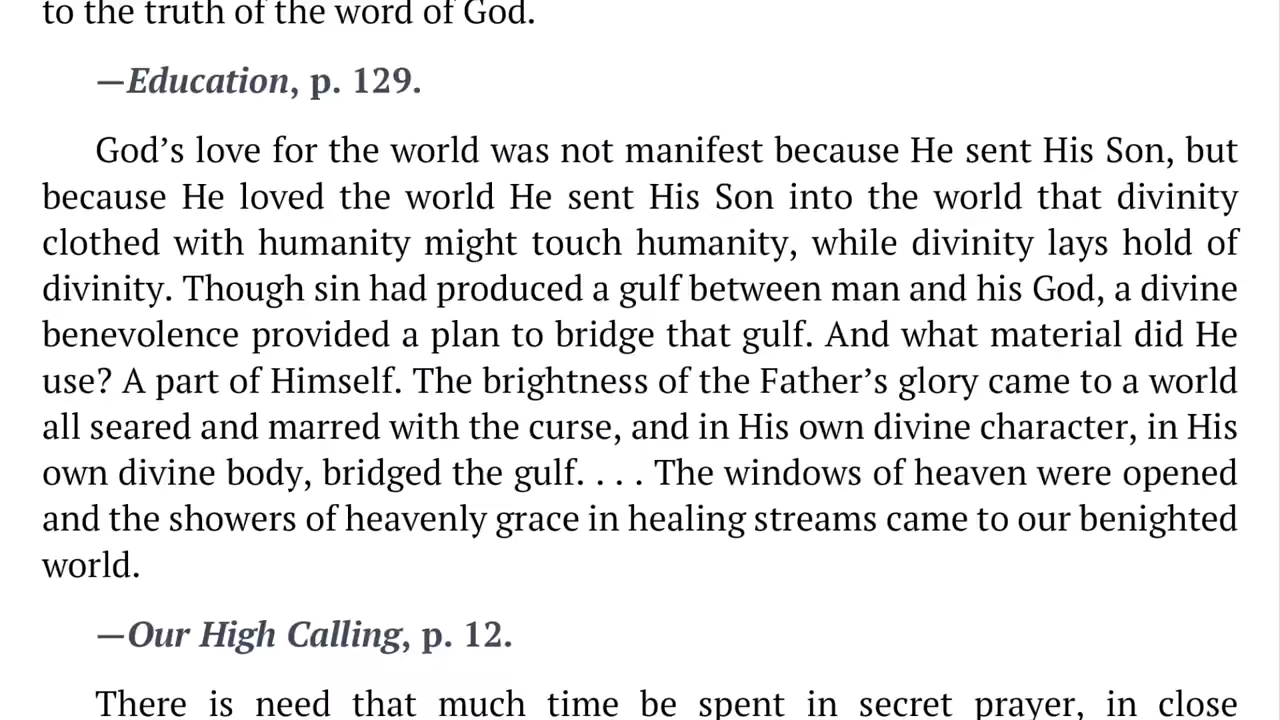 to the truth of the word of God.
—Education, p. 129.
God’s love for the world was not manifest because He sent His Son, but
because He loved the world He sent His Son into the world that divinity
clothed with humanity might touch humanity, while divinity lays hold of
divinity. Though sin had produced a gulf between man and his God, a divine
benevolence provided a plan to bridge that gulf. And what material did He
use? A part of Himself. The brightness of the Father’s glory came to a world
all seared and marred with the curse, and in His own divine character, in His
own divine body, bridged the gulf. . . . The windows of heaven were opened
and the showers of heavenly grace in healing streams came to our benighted
world.
—Our High Calling, p. 12.
There is need that much time be spent in secret prayer, in close